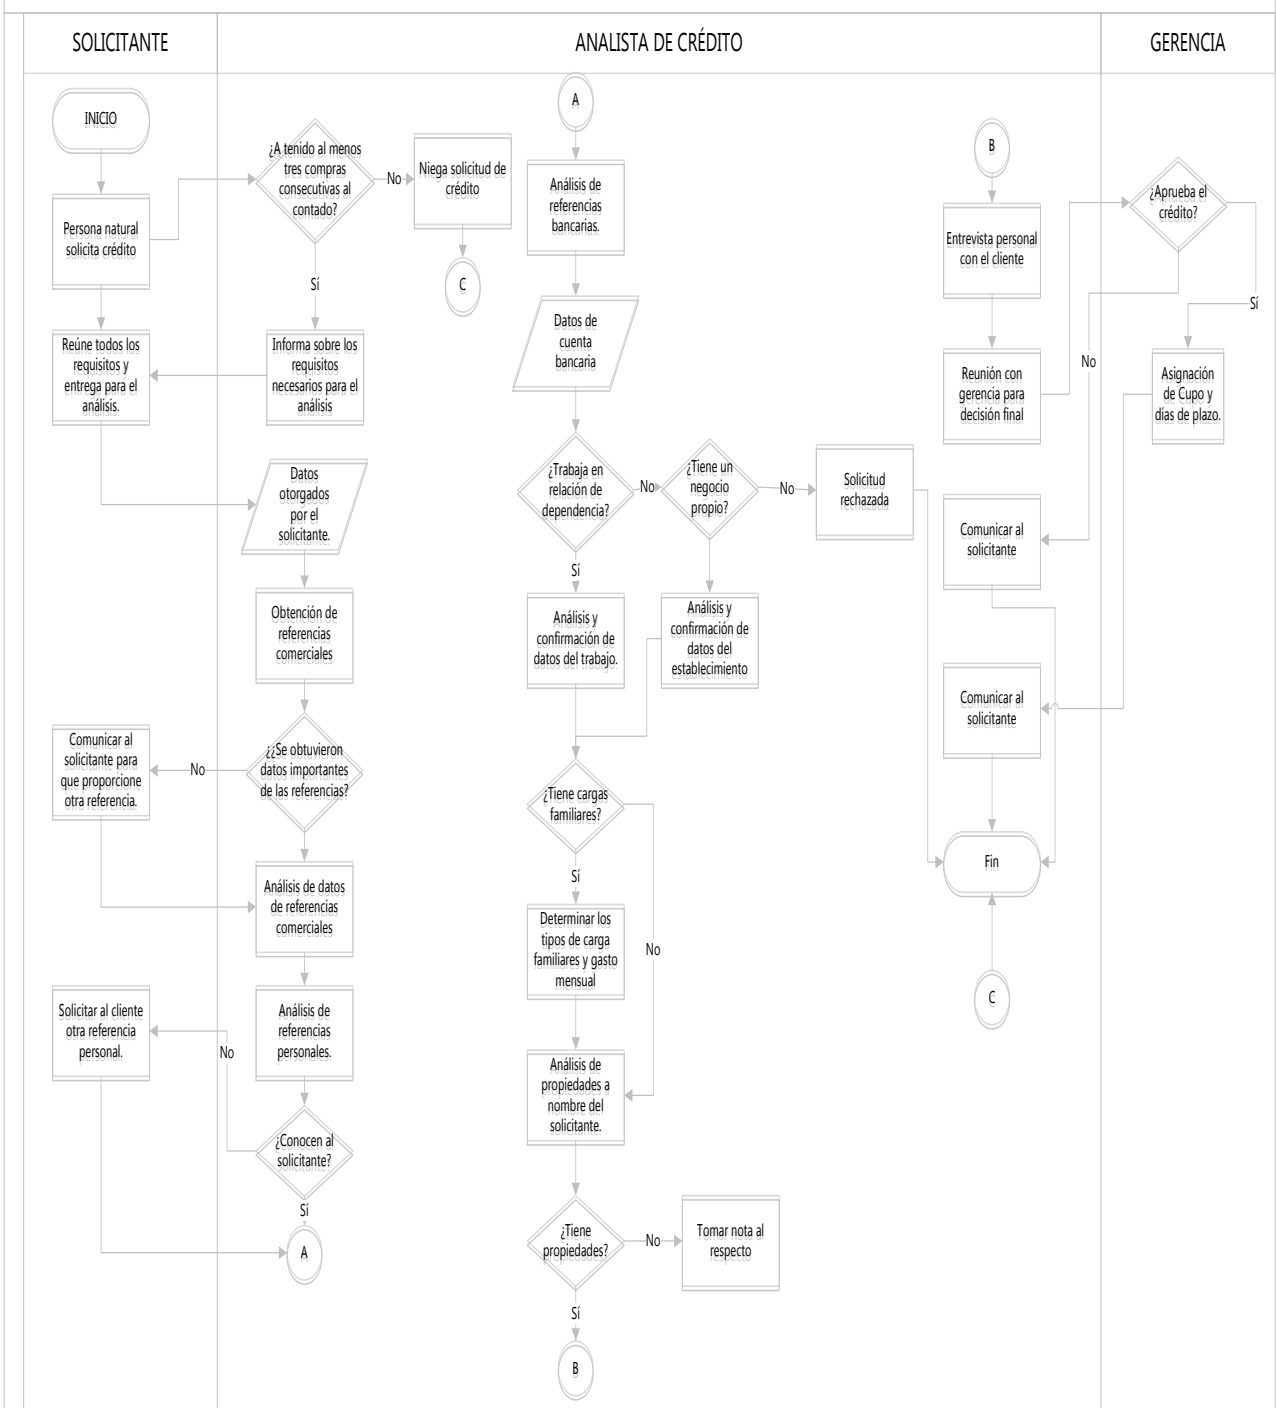 SOLICITANTE
ANALISTA DE CRÉDITO
GERENCIA
INICIO
Persona natural
solicita crédito
Reúne todos los
requisitos y
entrega para el
análisis.
Comunicar al
solicitante para
que proporcione
otra referencia.
Solicitar al cliente
otra referencia
personal.
¿A tenido al menos
tres compras
consecutivas al
contado?
No
Niega solicitud de
crédito
C
Sí
Informa sobre los
requisitos
necesarios para el
análisis
Datos
otorgados
por el
solicitante.
Obtención de
referencias
comerciales
¿¿Se obtuvieron
datos importantes
de las referencias?
No
Análisis de datos
de referencias
comerciales
Análisis de
referencias
personales.
No
¿Conocen al
solicitante?
Sí
A
A
Análisis de
referencias
bancarias.
Datos de
cuenta
bancaria
¿Trabaja en
relación de
dependencia?
No
¿Tiene un
negocio
propio?
No
Solicitud
rechazada
Sí
Análisis y
confirmación de
datos del trabajo.
Análisis y
confirmación de
datos del
establecimiento
¿Tiene cargas
familiares?
Sí
No
Determinar los
tipos de carga
familiares y gasto
mensual
Análisis de
propiedades a
nombre del
solicitante.
¿Tiene
propiedades?
No
Tomar nota al
respecto
Sí
B
B
Entrevista personal
con el cliente
Reunión con
gerencia para
decisión final
Comunicar al
solicitante
Comunicar al
solicitante
Fin
C
¿Aprueba el
crédito?
Sí
No
Asignación
de Cupo y
días de plazo.